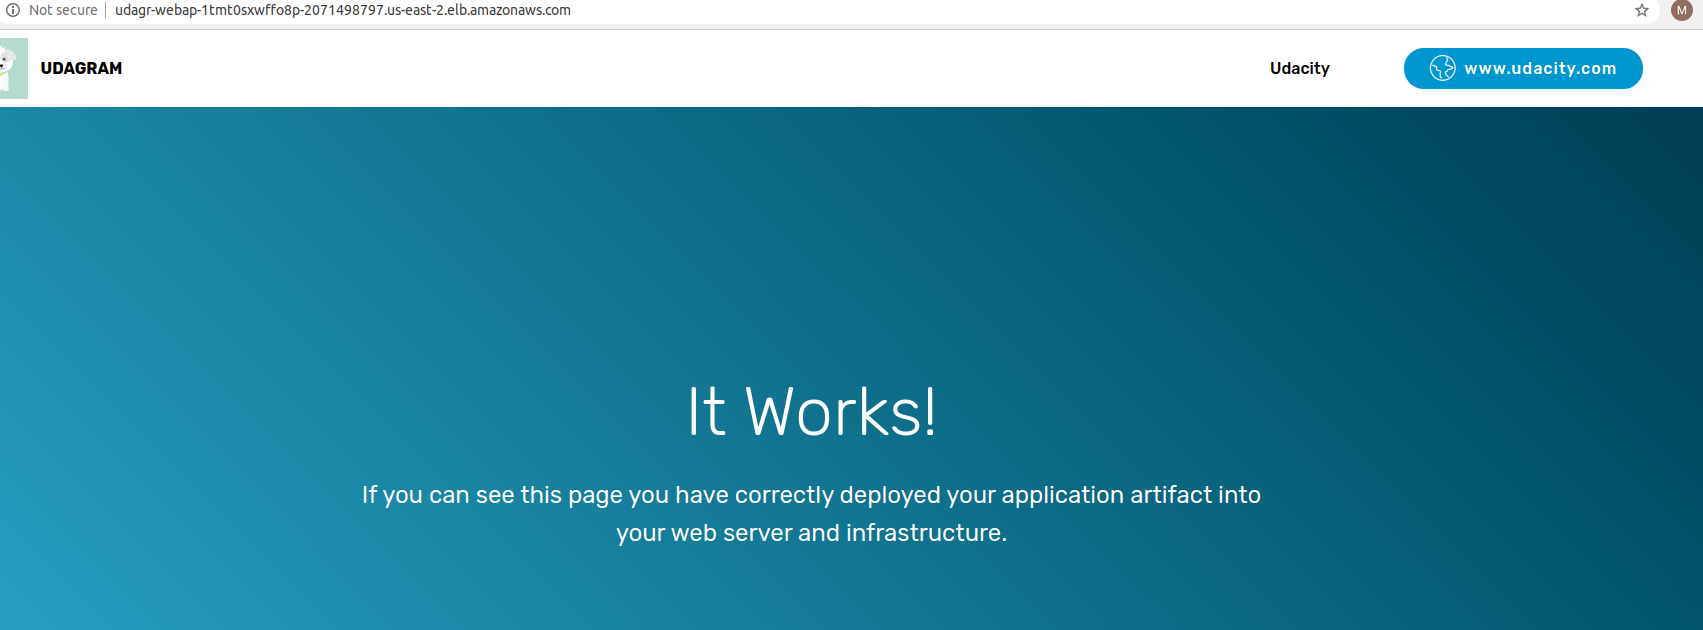 Not secure udagr-webap-1tmt0sxwffo8p-2071498797.us-east-2.elb.amazonaws.com
M
UDAGRAM
Udacity
www.udacity.com
It Works!
If you can see this page you have correctly deployed your application artifact into
your web server and infrastructure.